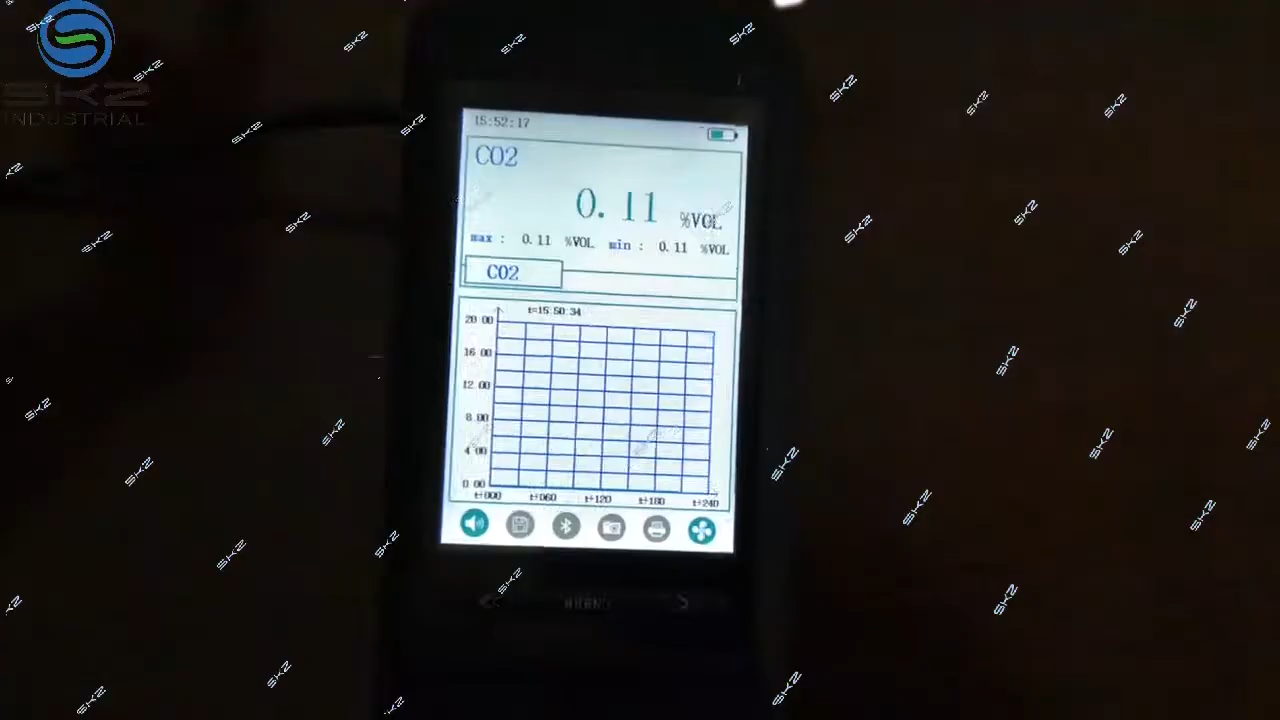 SKZ
INDUSTRIAL
15:52:17
CO2
0.11 %VOL
max : 0.11 %VOL min : 0.11 %VOL
CO2
t=15:50:34
20.00
16.00
12.00
8.00
4.00
0.00
t+000 t+060 t+120 t+180 t+240